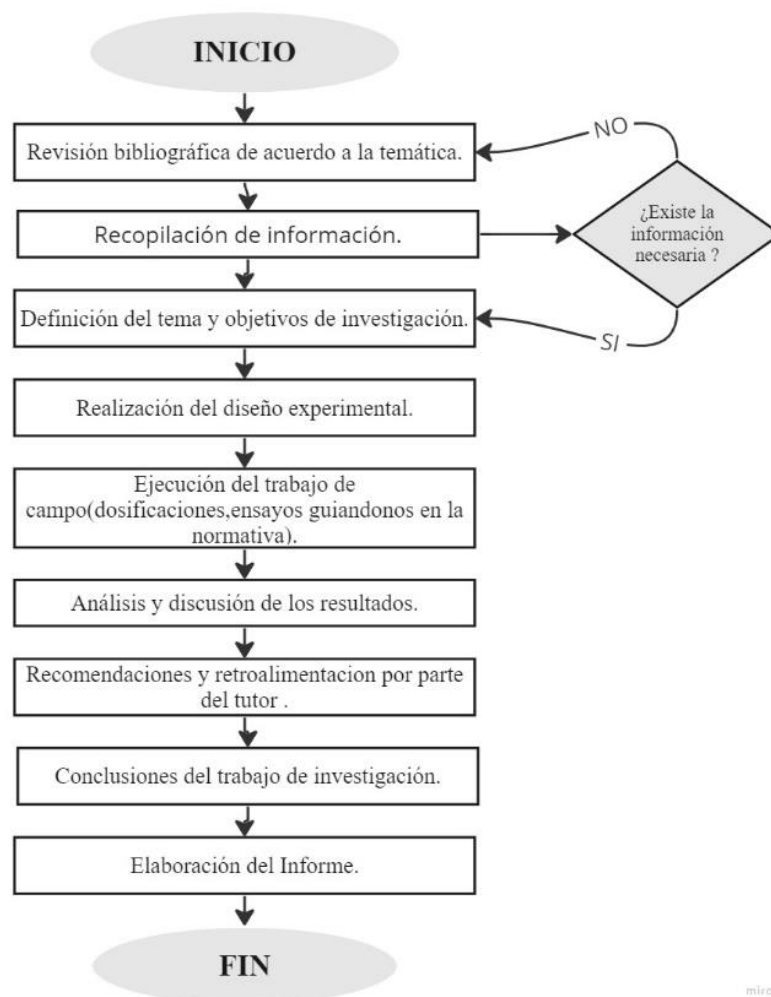 INICIO
Revisión bibliográfica de acuerdo a la temática.
NO
¿Existe la
información
necesaria ?
Recopilación de información.
Definición del tema y objetivos de investigación.
SI
Realización del diseño experimental.
Ejecución del trabajo de
campo(dosificaciones,ensayos guiandonos en la
normativa).
Análisis y discusión de los resultados.
Recomendaciones y retroalimentacion por parte
del tutor .
Conclusiones del trabajo de investigación.
Elaboración del Informe.
FIN